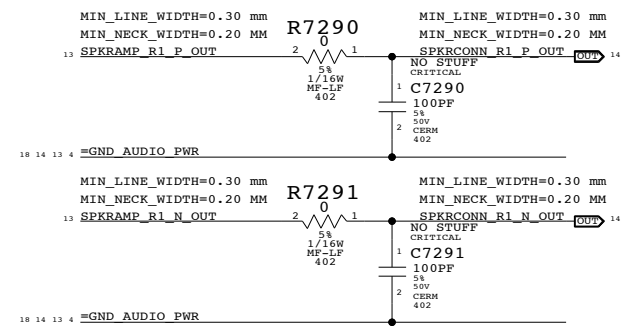 MIN_LINE_WIDTH=0.30 mm
MIN_NECK_WIDTH=0.20 MM
13 SPKRAMP_R1_P_OUT
R7290
0
2 1
5%
1/16W
MF-LF
402
MIN_LINE_WIDTH=0.30 mm
MIN_NECK_WIDTH=0.20 MM
SPKRCONN_R1_P_OUT OUT 14
NO STUFF
CRITICAL
1 C7290
100PF
5%
50V
2 CERM
402
18 14 13 4 =GND_AUDIO_PWR
MIN_LINE_WIDTH=0.30 mm
MIN_NECK_WIDTH=0.20 MM
13 SPKRAMP_R1_N_OUT
R7291
0
2 1
5%
1/16W
MF-LF
402
MIN_LINE_WIDTH=0.30 mm
MIN_NECK_WIDTH=0.20 MM
SPKRCONN_R1_N_OUT OUT 14
NO STUFF
CRITICAL
1 C7291
100PF
5%
50V
2 CERM
402
18 14 13 4 =GND_AUDIO_PWR